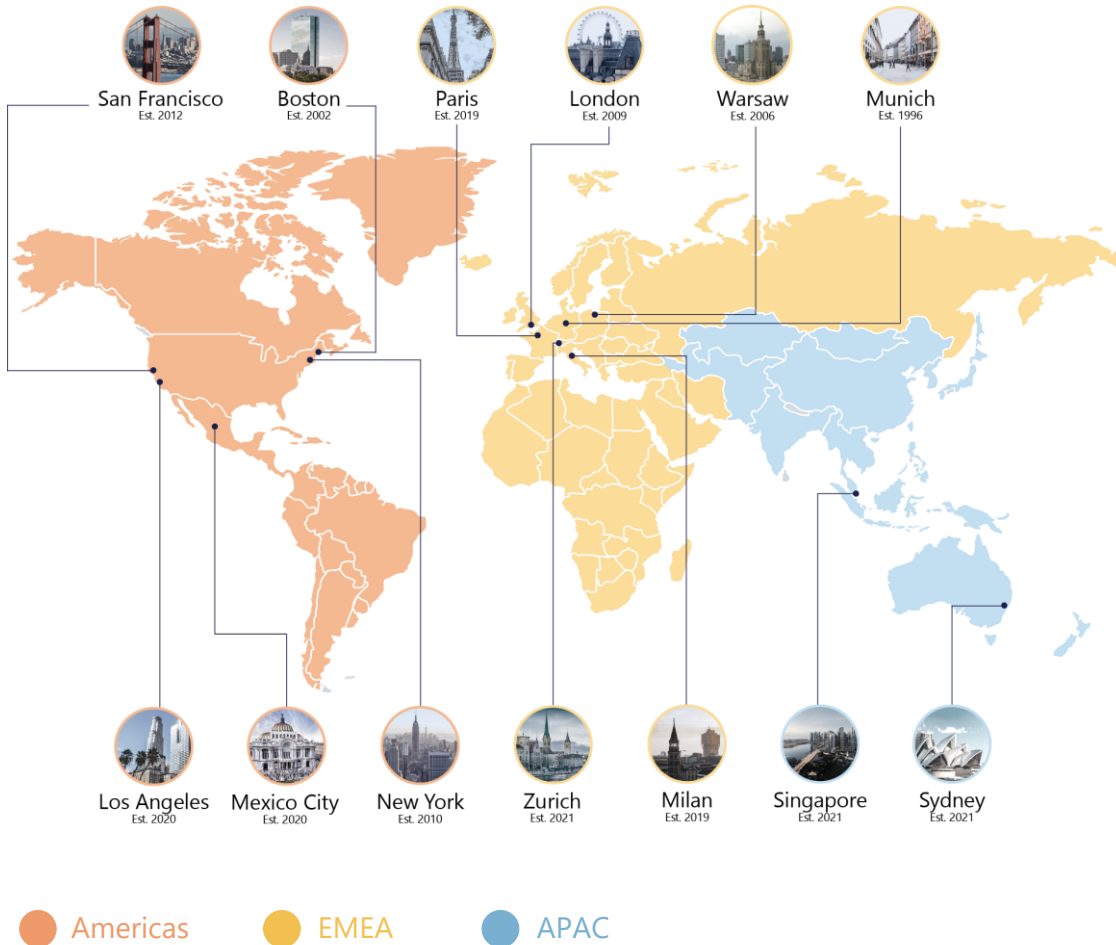 San Francisco
Est. 2012
Boston
Est. 2002
Paris
Est. 2019
London
Est. 2009
Warsaw
Est. 2006
Munich
Est. 1996
Los Angeles
Est. 2020
Mexico City
Est. 2020
New York
Est. 2010
Zurich
Est. 2021
Milan
Est. 2019
Singapore
Est. 2021
Sydney
Est. 2021
Americas
EMEA
APAC